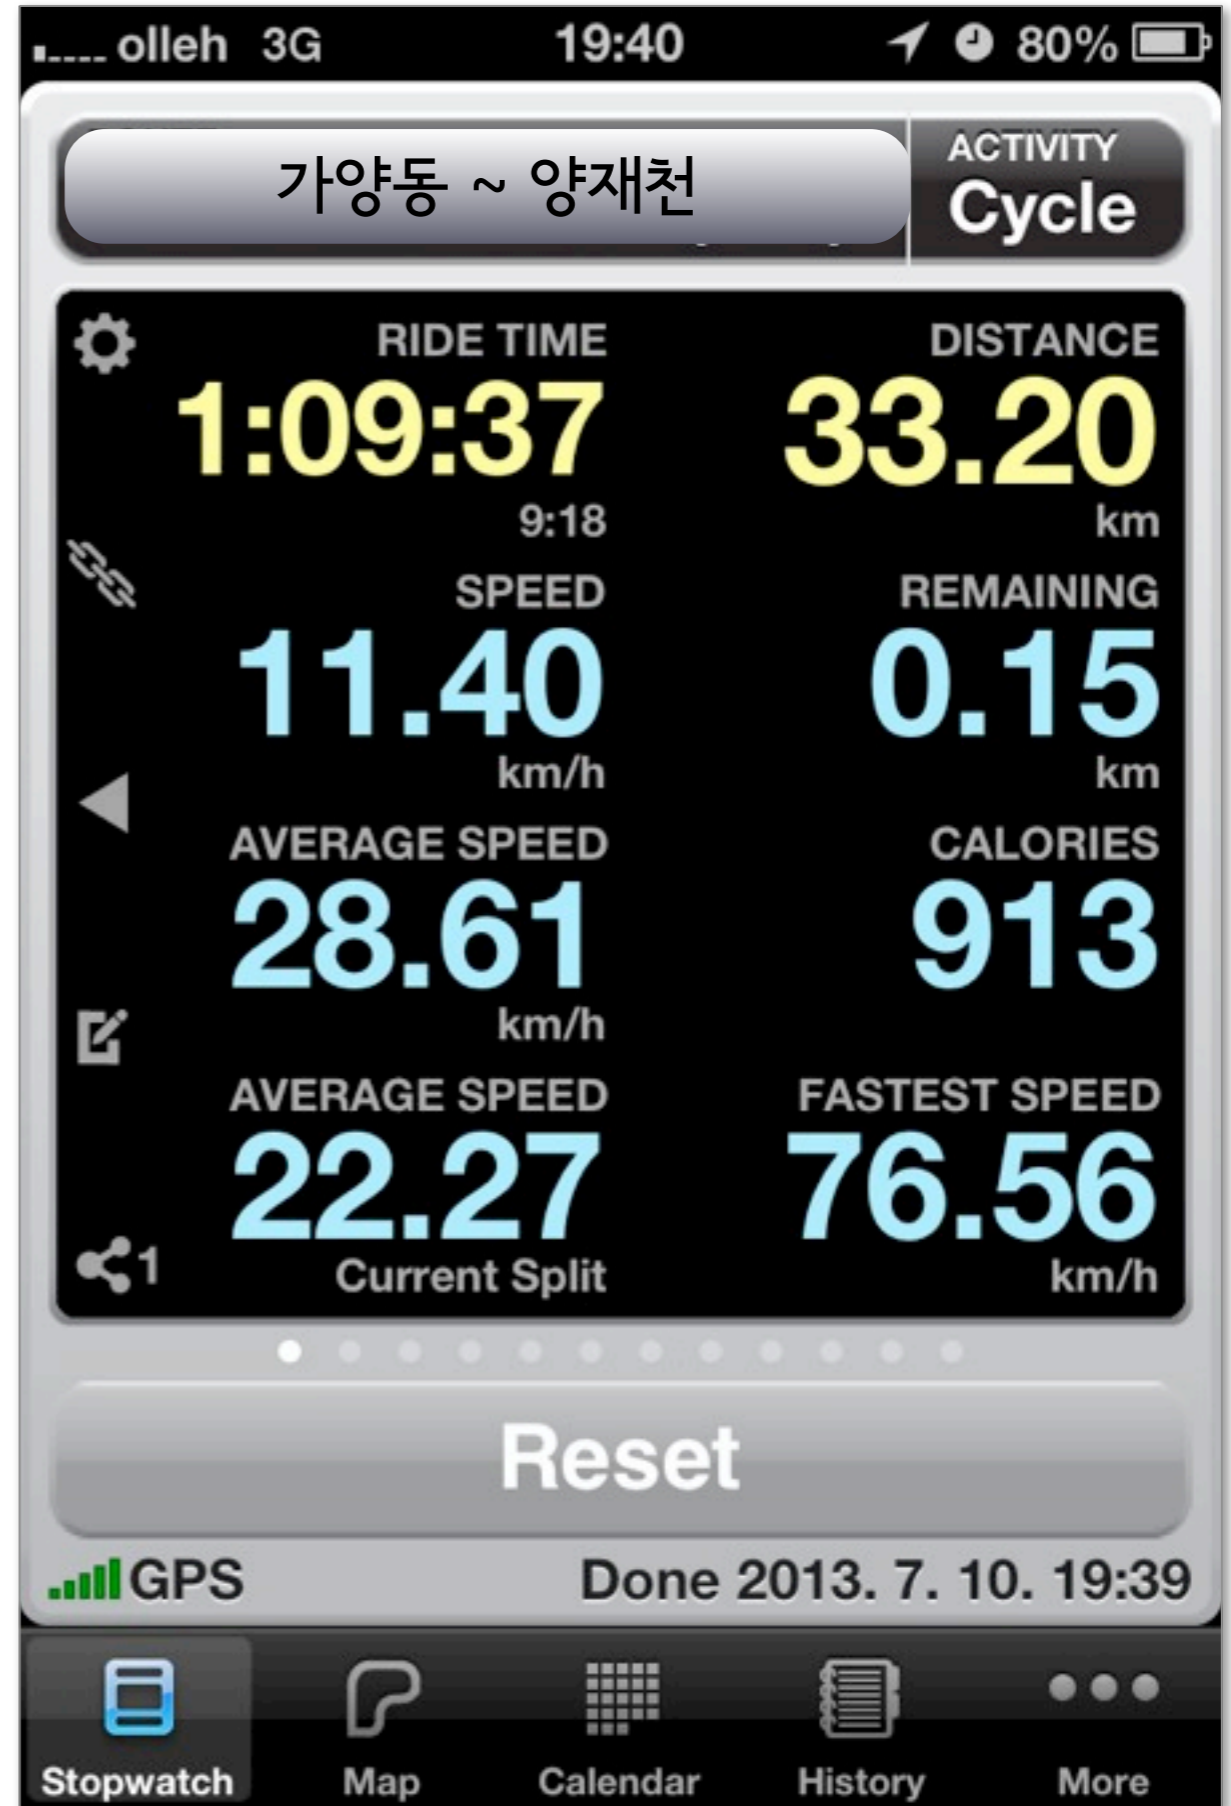 olleh 3G 19:40 80%
가양동 ~ 양재천
ACTIVITY
Cycle
RIDE TIME DISTANCE
1:09:37 33.20
9:18 km
SPEED REMAINING
11.40 0.15
km/h km
AVERAGE SPEED CALORIES
28.61 913
km/h
AVERAGE SPEED FASTEST SPEED
22.27 76.56
1 Current Split km/h
Reset
GPS Done 2013. 7. 10. 19:39
Stopwatch Map Calendar History More